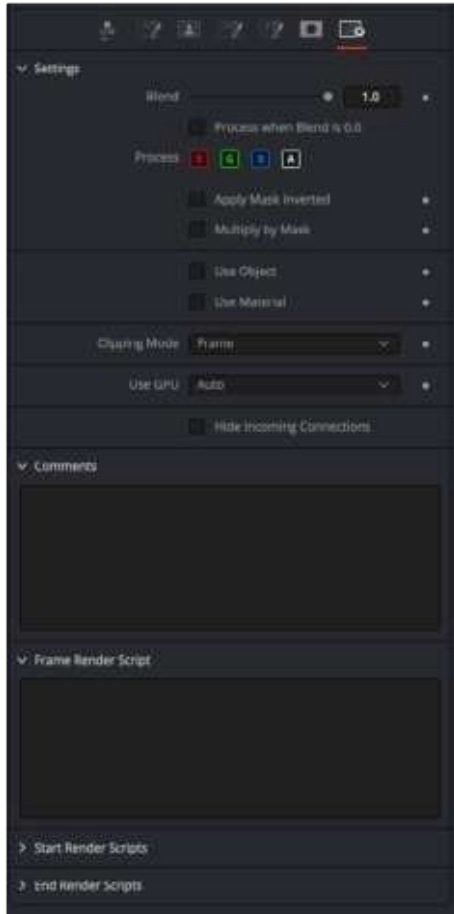 Settings
Blend 1.0
Process when Blend is 0.0
Process R G B A
Apply Mask Inverted
Multiply by Mask
Use Object
Use Material
Clipping Mode Frame
Use GPU Auto
Hide Incoming Connections
Comments
Frame Render Script
Start Render Scripts
End Render Scripts